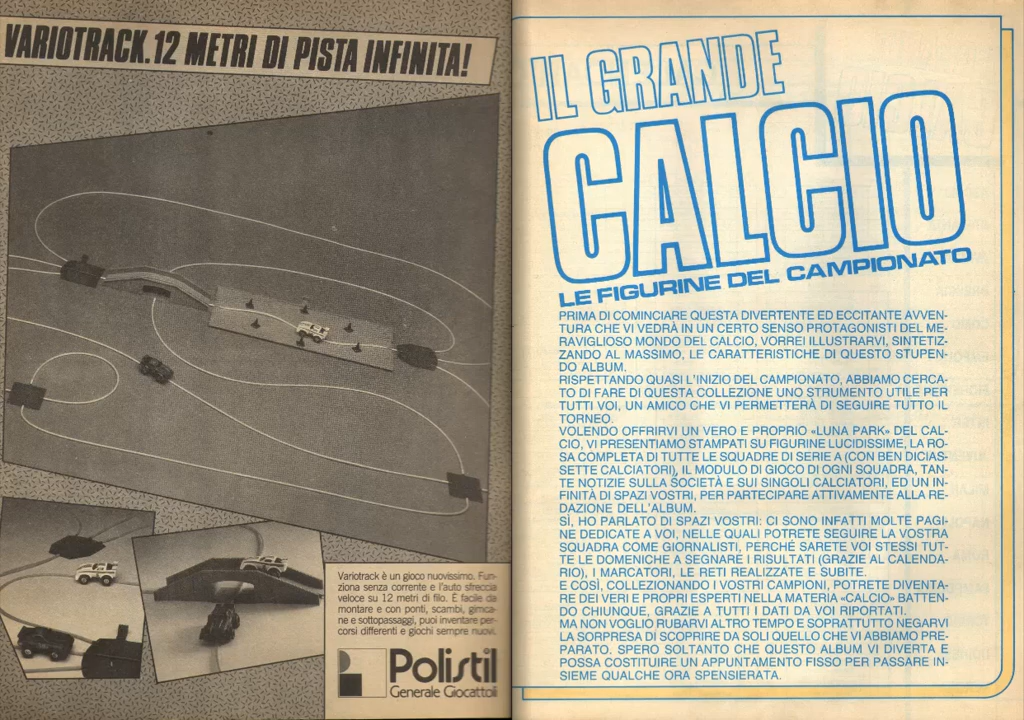 VARIOTRACK.12 METRI DI PISTA INFINITA!
Variotrack è un gioco nuovissimo. Fun-
ziona senza corrente e l'auto sfreccia
veloce su 12 metri di filo. È facile da
montare e con ponti, scambi, gimca-
ne e sottopassaggi, puoi inventare per-
corsi differenti e giochi sempre nuovi.
Polistil
Generale Giocattoli
IL GRANDE
CALCIO
LE FIGURINE DEL CAMPIONATO
PRIMA DI COMINCIARE QUESTA DIVERTENTE ED ECCITANTE AVVEN-
TURA CHE VI VEDRÀ IN UN CERTO SENSO PROTAGONISTI DEL ME-
RAVIGLIOSO MONDO DEL CALCIO, VORREI ILLUSTRARVI, SINTETIZ-
ZANDO AL MASSIMO, LE CARATTERISTICHE DI QUESTO STUPEN-
DO ALBUM.
RISPETTANDO QUASI L'INIZIO DEL CAMPIONATO, ABBIAMO CERCA-
TO DI FARE DI QUESTA COLLEZIONE UNO STRUMENTO UTILE PER
TUTTI VOI, UN AMICO CHE VI PERMETTERÀ DI SEGUIRE TUTTO IL
TORNEO.
VOLENDO OFFRIRVI UN VERO E PROPRIO «LUNA PARK» DEL CAL-
CIO, VI PRESENTIAMO STAMPATI SU FIGURINE LUCIDISSIME, LA RO-
SA COMPLETA DI TUTTE LE SQUADRE DI SERIE A (CON BEN DICIAS-
SETTE CALCIATORI), IL MODULO DI GIOCO DI OGNI SQUADRA, TAN-
TE NOTIZIE SULLA SOCIETÀ E SUI SINGOLI CALCIATORI, ED UN IN-
FINITÀ DI SPAZI VOSTRI, PER PARTECIPARE ATTIVAMENTE ALLA RE-
DAZIONE DELL'ALBUM.
SÌ, HO PARLATO DI SPAZI VOSTRI: CI SONO INFATTI MOLTE PAGI-
NE DEDICATE A VOI, NELLE QUALI POTRETE SEGUIRE LA VOSTRA
SQUADRA COME GIORNALISTI, PERCHÉ SARETE VOI STESSI TUT-
TE LE DOMENICHE A SEGNARE I RISULTATI (GRAZIE AL CALENDA-
RIO), I MARCATORI, LE RETI REALIZZATE E SUBITE.
E COSÌ, COLLEZIONANDO I VOSTRI CAMPIONI, POTRETE DIVENTA-
RE DEI VERI E PROPRI ESPERTI NELLA MATERIA «CALCIO» BATTEN-
DO CHIUNQUE, GRAZIE A TUTTI I DATI DA VOI RIPORTATI.
MA NON VOGLIO RUBARVI ALTRO TEMPO E SOPRATTUTTO NEGARVI
LA SORPRESA DI SCOPRIRE DA SOLI QUELLO CHE VI ABBIAMO PRE-
PARATO. SPERO SOLTANTO CHE QUESTO ALBUM VI DIVERTA E
POSSA COSTITUIRE UN APPUNTAMENTO FISSO PER PASSARE IN-
SIEME QUALCHE ORA SPENSIERATA.